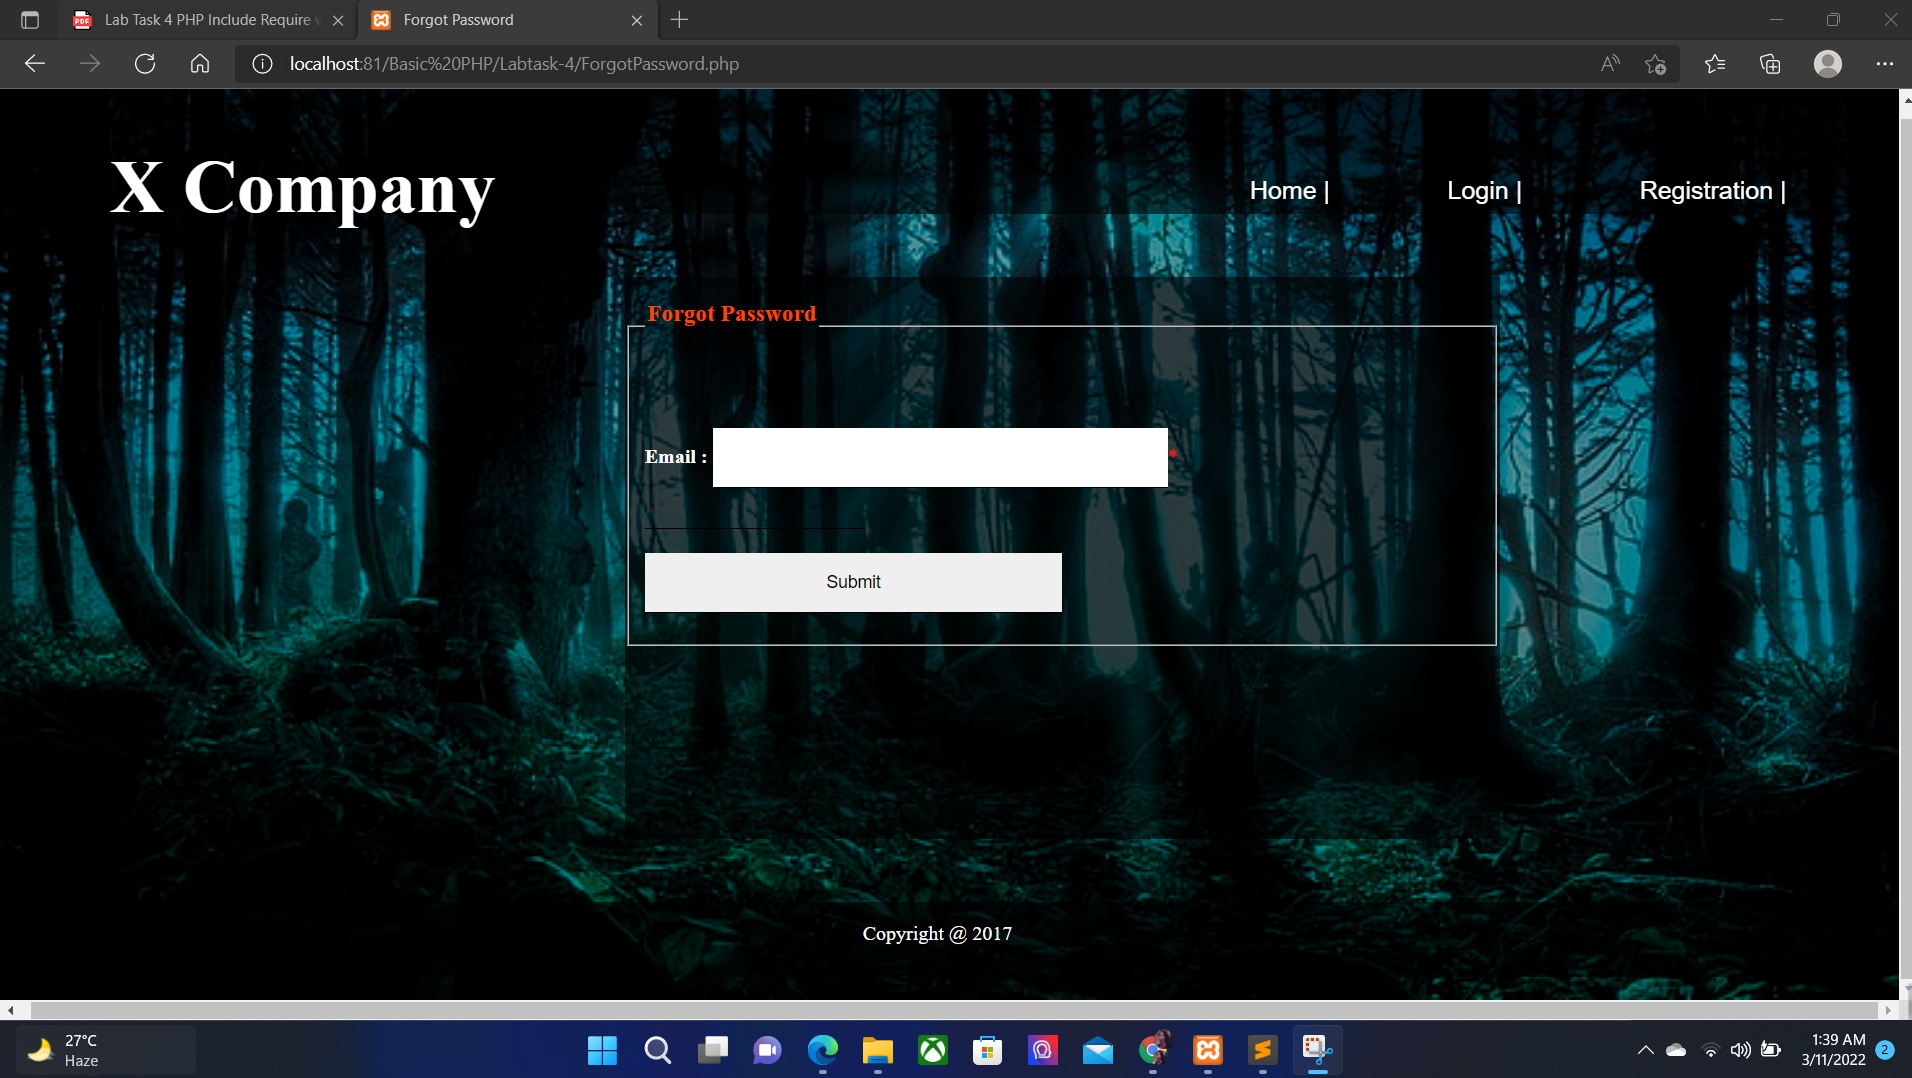 Lab Task 4 PHP Include Require
Forgot Password
localhost:81/Basic%20PHP/Labtask-4/ForgotPassword.php
X Company
Home |
Login |
Registration |
Forgot Password
Email :
*
Submit
Copyright @ 2017
27°C
Haze
1:39 AM
3/11/2022
2